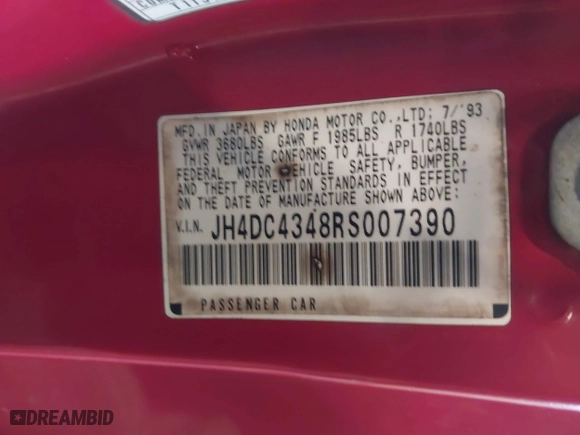 MFD. IN JAPAN BY HONDA MOTOR CO.,LTD: 7/'93
GVWR 3680LBS GAWR F 1985LBS R 1740LBS
THIS VEHICLE CONFORMS TO ALL APPLICABLE
FEDERAL MOTOR VEHICLE SAFETY, BUMPER,
AND THEFT PREVENTION STANDARDS IN EFFECT
ON THE DATE OF MANUFACTURE SHOWN ABOVE.
V.I.N. JH4DC4348RS007390
PASSENGER CAR
DREAMBID